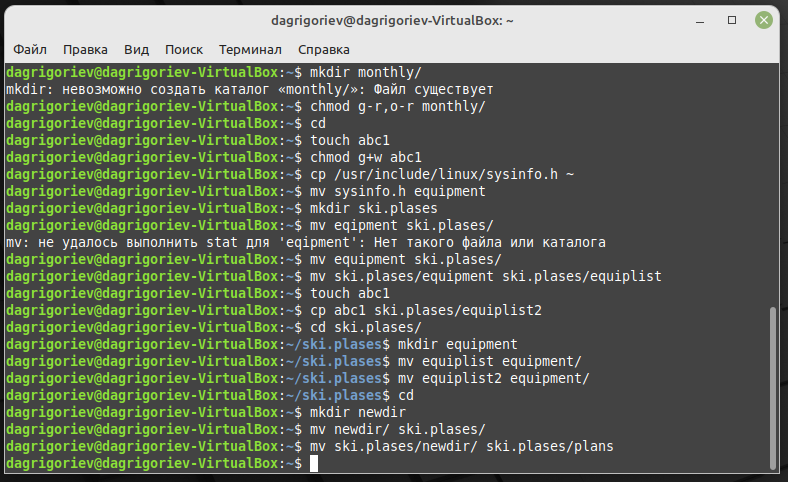 dagrigoriev@dagrigoriev-VirtualBox: ~
Файл Правка Вид Поиск Терминал Справка
dagrigoriev@dagrigoriev-VirtualBox:~$ mkdir monthly/
mkdir: невозможно создать каталог «monthly/»: Файл существует
dagrigoriev@dagrigoriev-VirtualBox:~$ chmod g-r,o-r monthly/
dagrigoriev@dagrigoriev-VirtualBox:~$ cd
dagrigoriev@dagrigoriev-VirtualBox:~$ touch abc1
dagrigoriev@dagrigoriev-VirtualBox:~$ chmod g+w abc1
dagrigoriev@dagrigoriev-VirtualBox:~$ cp /usr/include/linux/sysinfo.h ~
dagrigoriev@dagrigoriev-VirtualBox:~$ mv sysinfo.h equipment
dagrigoriev@dagrigoriev-VirtualBox:~$ mkdir ski.plases
dagrigoriev@dagrigoriev-VirtualBox:~$ mv eqipment ski.plases/
mv: не удалось выполнить stat для 'eqipment': Нет такого файла или каталога
dagrigoriev@dagrigoriev-VirtualBox:~$ mv equipment ski.plases/
dagrigoriev@dagrigoriev-VirtualBox:~$ mv ski.plases/equipment ski.plases/equiplist
dagrigoriev@dagrigoriev-VirtualBox:~$ touch abc1
dagrigoriev@dagrigoriev-VirtualBox:~$ cp abc1 ski.plases/equiplist2
dagrigoriev@dagrigoriev-VirtualBox:~$ cd ski.plases/
dagrigoriev@dagrigoriev-VirtualBox:~/ski.plases$ mkdir equipment
dagrigoriev@dagrigoriev-VirtualBox:~/ski.plases$ mv equiplist equipment/
dagrigoriev@dagrigoriev-VirtualBox:~/ski.plases$ mv equiplist2 equipment/
dagrigoriev@dagrigoriev-VirtualBox:~/ski.plases$ cd
dagrigoriev@dagrigoriev-VirtualBox:~$ mkdir newdir
dagrigoriev@dagrigoriev-VirtualBox:~$ mv newdir/ ski.plases/
dagrigoriev@dagrigoriev-VirtualBox:~$ mv ski.plases/newdir/ ski.plases/plans
dagrigoriev@dagrigoriev-VirtualBox:~$